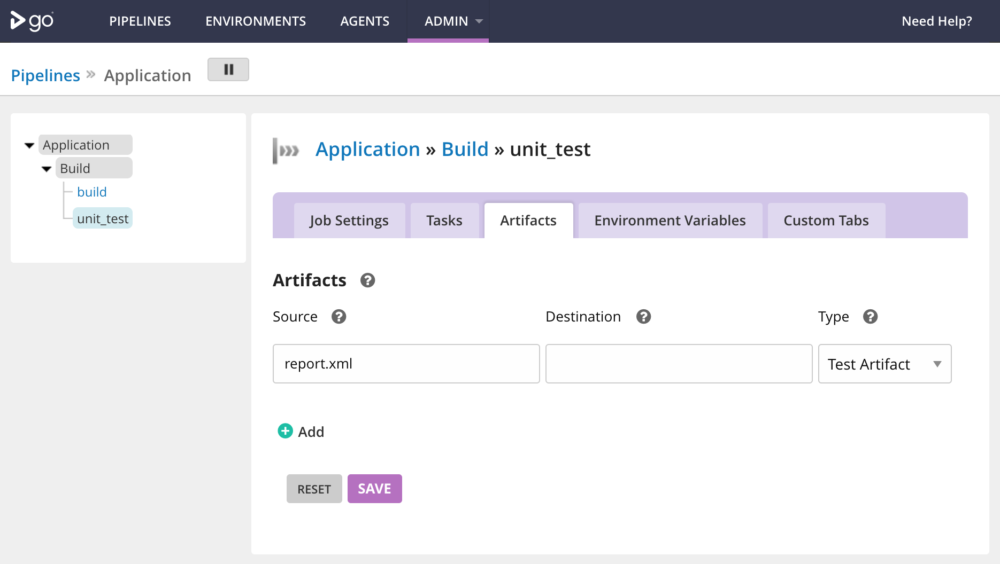 go PIPELINES ENVIRONMENTS AGENTS ADMIN Need Help?
Pipelines » Application
Application
Build
build
unit_test
Application » Build » unit_test
Job Settings Tasks Artifacts Environment Variables Custom Tabs
Artifacts ?
Source ? Destination ? Type ?
report.xml Test Artifact
Add
RESET SAVE